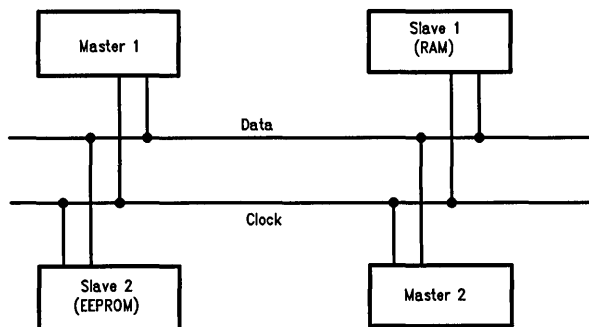 Master 1
Slave 1
(RAM)
Data
Clock
Slave 2
(EEPROM)
Master 2